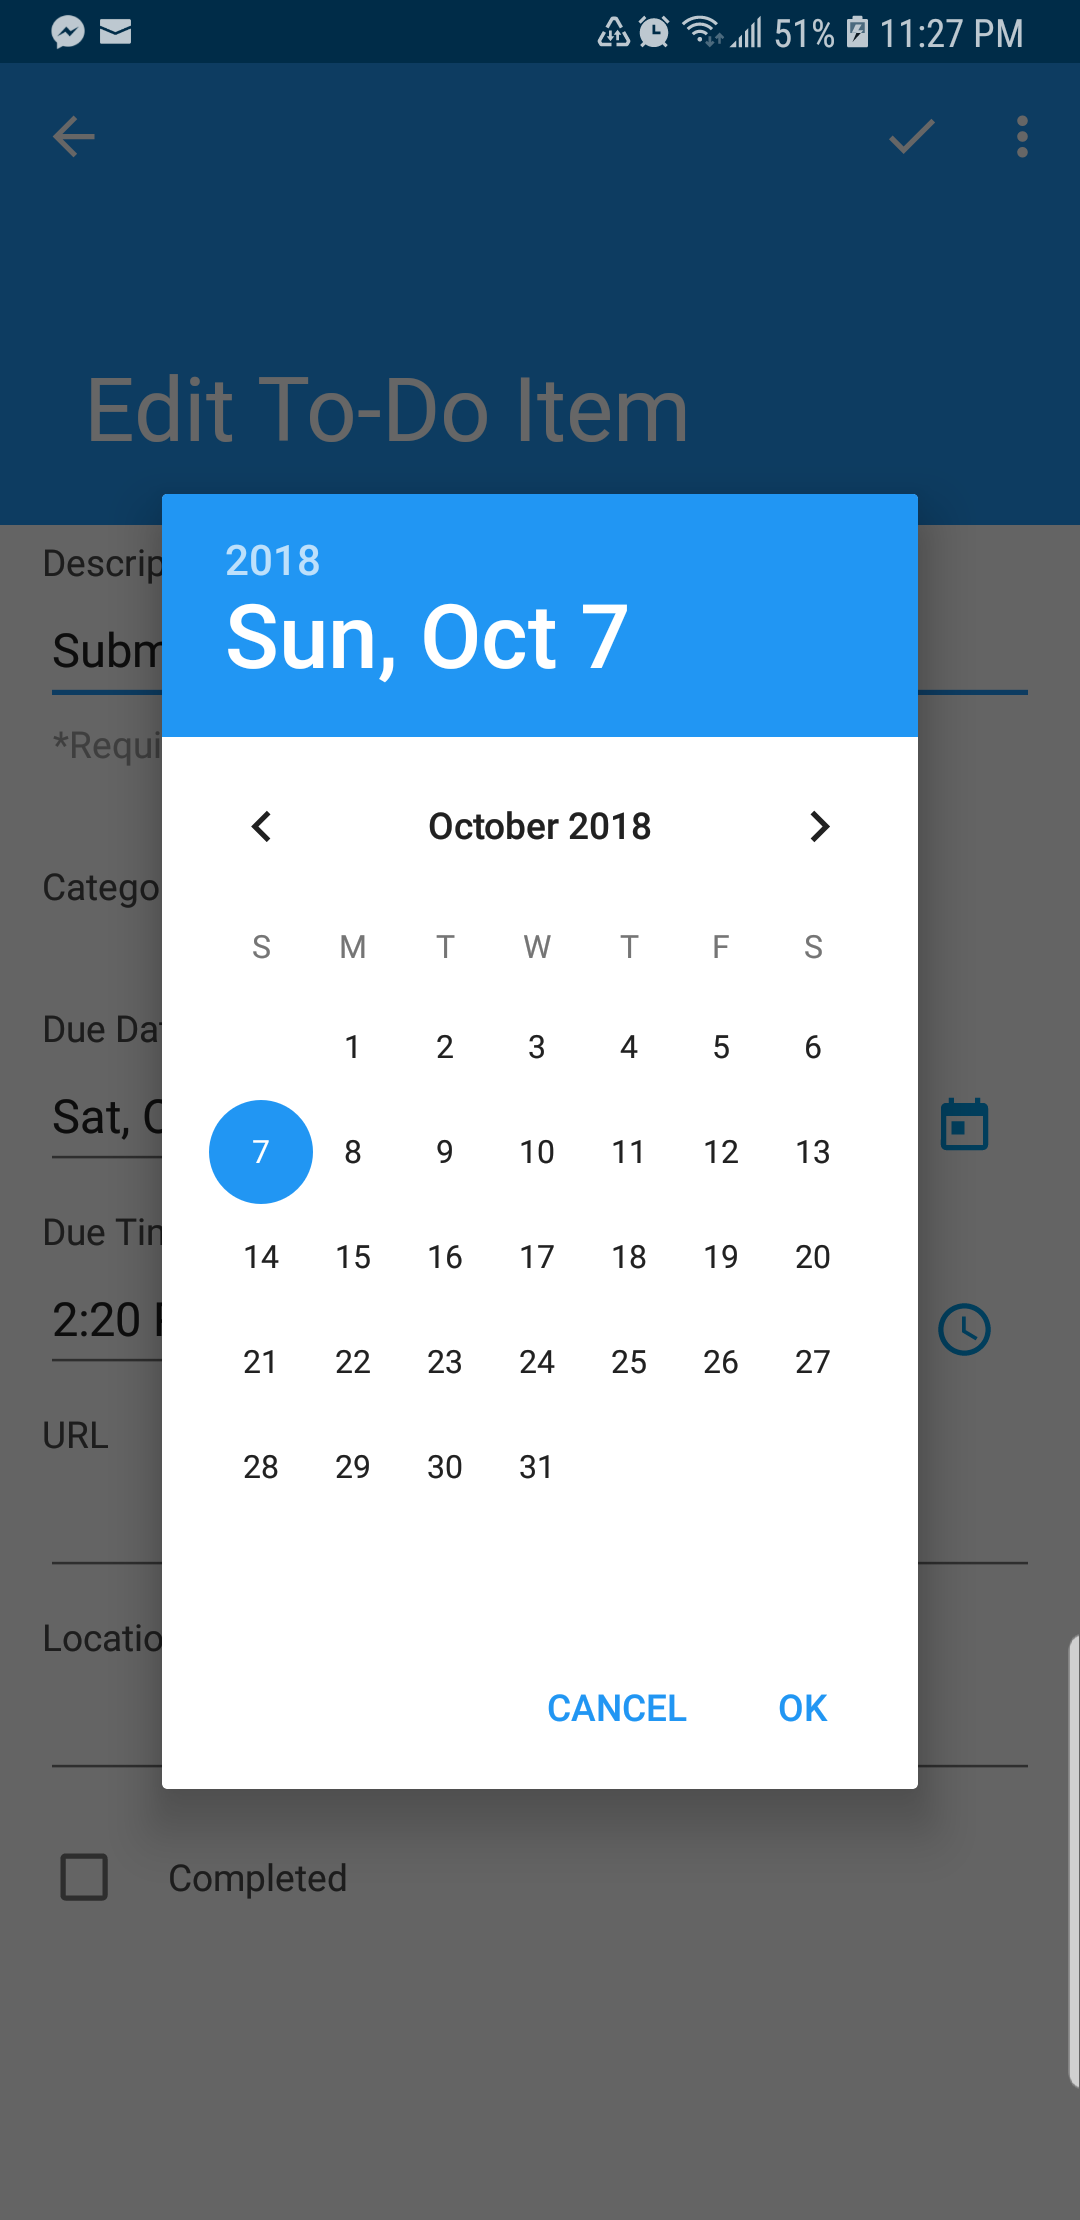 51% 11:27 PM
Edit To-Do Item
2018
Sun, Oct 7
October 2018
S M T W T F S
1 2 3 4 5 6
7 8 9 10 11 12 13
14 15 16 17 18 19 20
21 22 23 24 25 26 27
28 29 30 31
CANCEL OK
Descrip
Subm
*Requi
Catego
Due Dat
Sat,
Due Tim
2:20
URL
Locatio
Completed